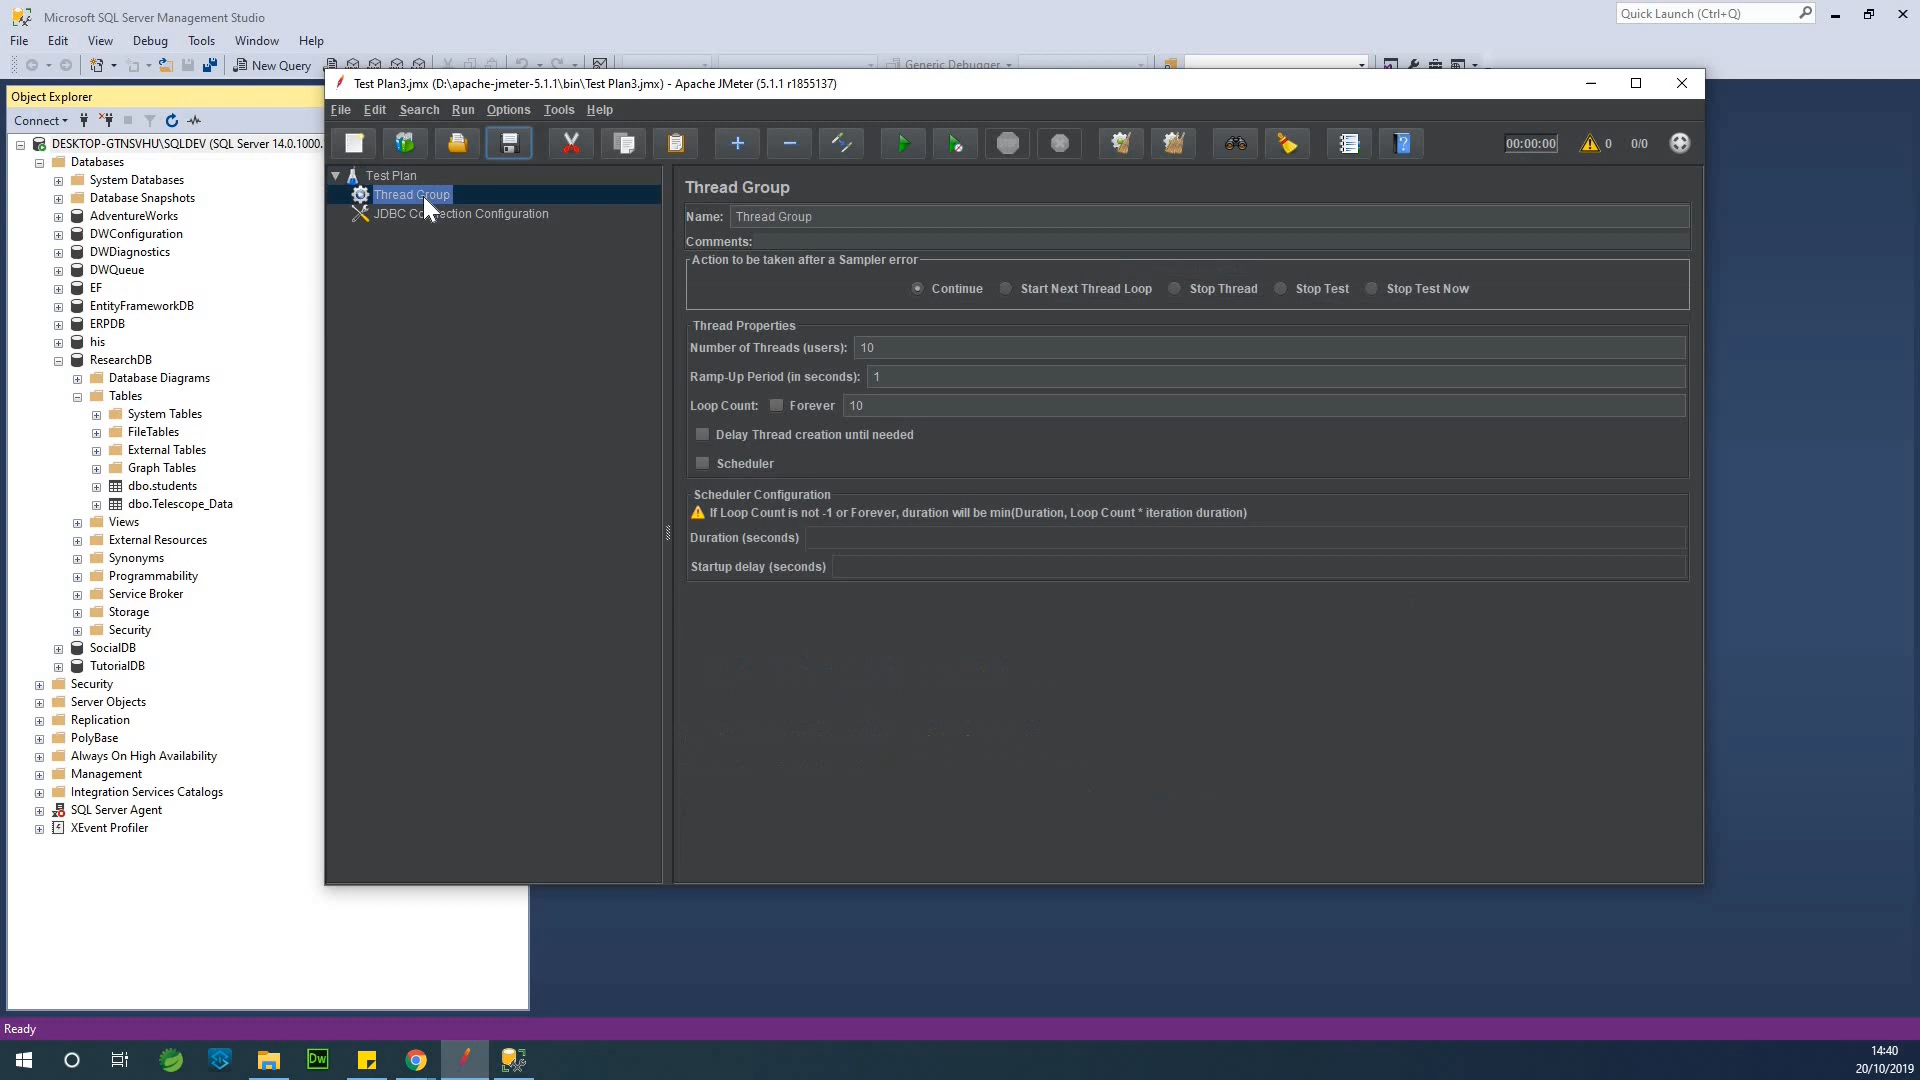 Microsoft SQL Server Management Studio
Quick Launch (Ctrl+Q)
File Edit View Debug Tools Window Help
New Query
Generic Debugger
Object Explorer
Connect
DESKTOP-GTNSVHU\SQLDEV (SQL Server 14.0.1000.
Databases
System Databases
Database Snapshots
AdventureWorks
DWConfiguration
DWDiagnostics
DWQueue
EF
EntityFrameworkDB
ERPDB
his
ResearchDB
Database Diagrams
Tables
System Tables
FileTables
External Tables
Graph Tables
dbo.students
dbo.Telescope_Data
Views
External Resources
Synonyms
Programmability
Service Broker
Storage
Security
SocialDB
TutorialDB
Security
Server Objects
Replication
PolyBase
Always On High Availability
Management
Integration Services Catalogs
SQL Server Agent
XEvent Profiler
Test Plan3.jmx (D:\apache-jmeter-5.1.1\bin\Test Plan3.jmx) - Apache JMeter (5.1.1 r1855137)
File Edit Search Run Options Tools Help
00:00:00 0 0/0
Test Plan
Thread Group
JDBC Connection Configuration
Thread Group
Name: Thread Group
Comments:
Action to be taken after a Sampler error
Continue Start Next Thread Loop Stop Thread Stop Test Stop Test Now
Thread Properties
Number of Threads (users): 10
Ramp-Up Period (in seconds): 1
Loop Count: Forever 10
Delay Thread creation until needed
Scheduler
Scheduler Configuration
If Loop Count is not -1 or Forever, duration will be min(Duration, Loop Count * iteration duration)
Duration (seconds)
Startup delay (seconds)
Ready
Dw
14:40
20/10/2019